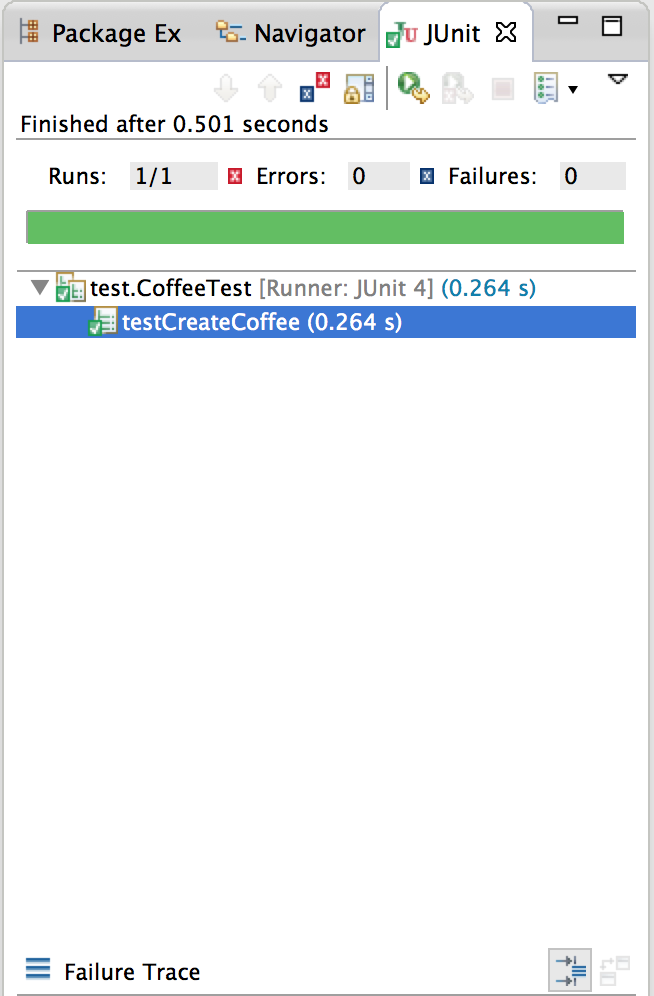 Package Ex Navigator JUnit
Finished after 0.501 seconds
Runs: 1/1 Errors: 0 Failures: 0
test.CoffeeTest [Runner: JUnit 4] (0.264 s)
testCreateCoffee (0.264 s)
Failure Trace